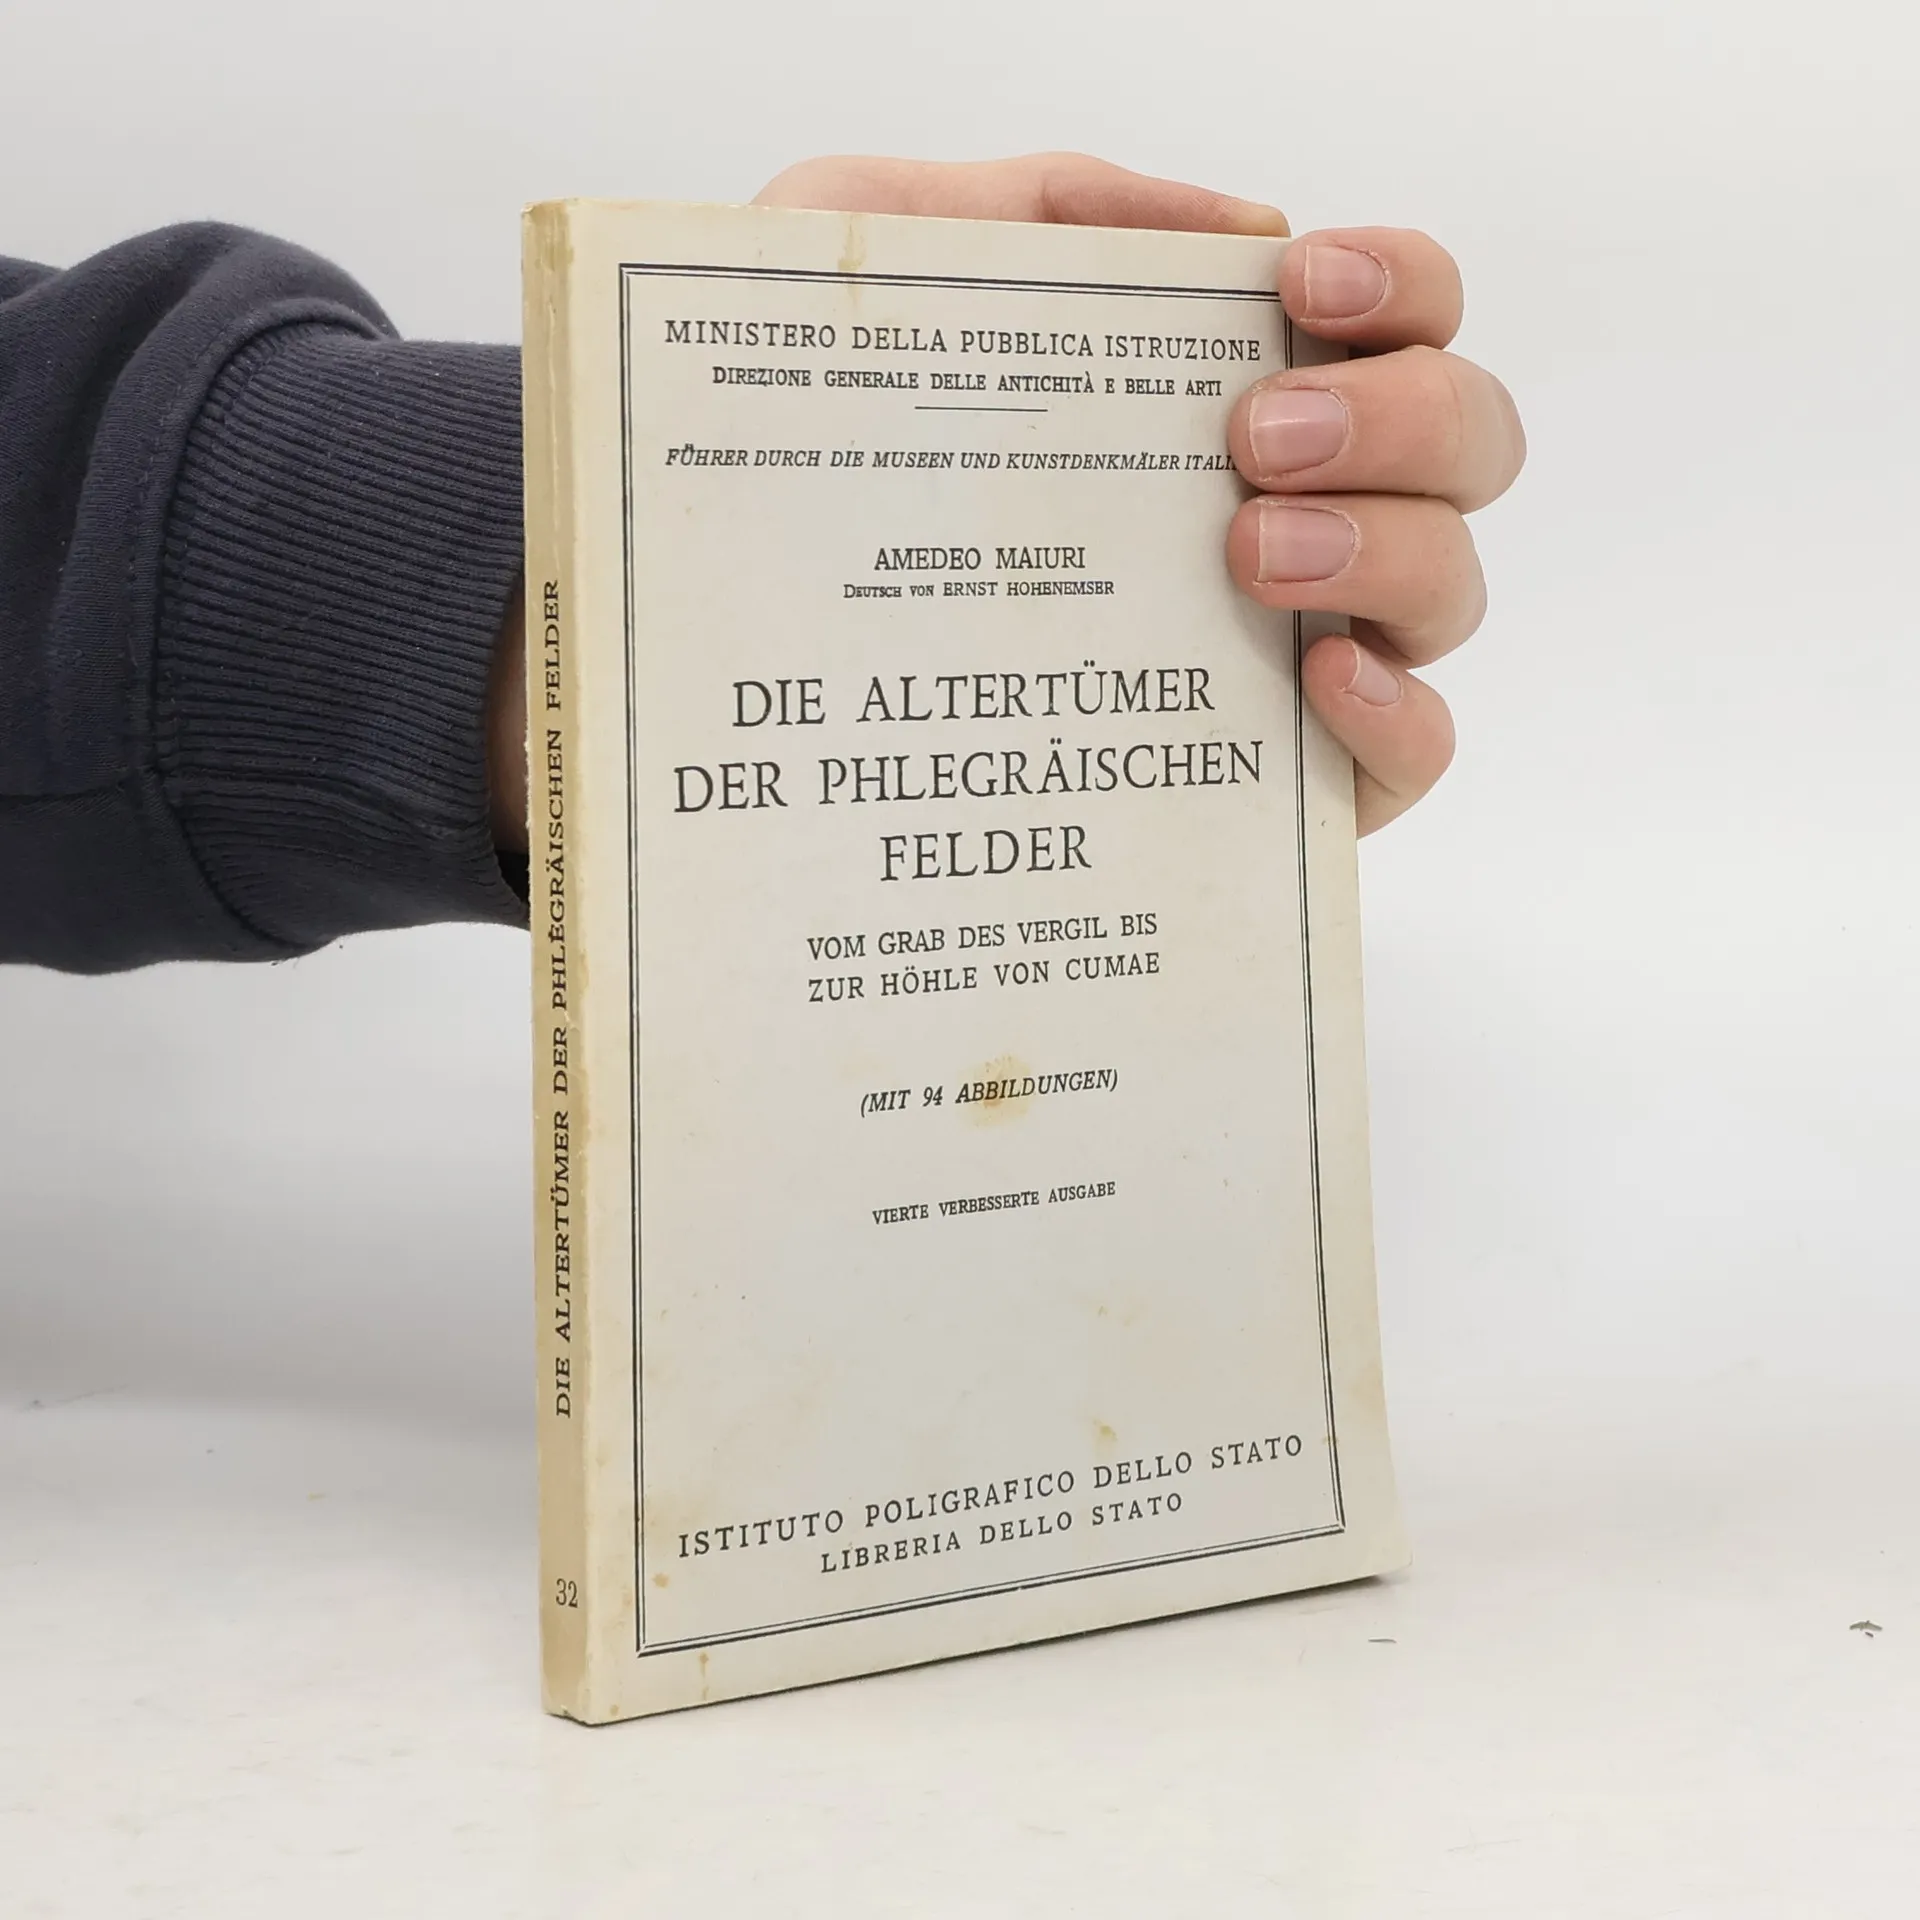 MINISTERO DELLA PUBBLICA ISTRUZIONE
DIREZIONE GENERALE DELLE ANTICHITÀ E BELLE ARTI
FÜHRER DURCH DIE MUSEEN UND KUNSTDENKMÄLER
AMEDEO MAIURI
DEUTSCH VON ERNST HOHENEMSER
DIE ALTERTÜMER
DER PHLEGRÄISCHEN
FELDER
VOM GRAB DES VERGIL BIS
ZUR HÖHLE VON CUMAE
(MIT 94 ABBILDUNGEN)
VIERTE VERBESSERTE AUSGABE
ISTITUTO POLIGRAFICO DELLO STATO
LIBRERIA DELLO STATO
DIE ALTERTÜMER DER PHLEGRÄISCHEN FELDER
32